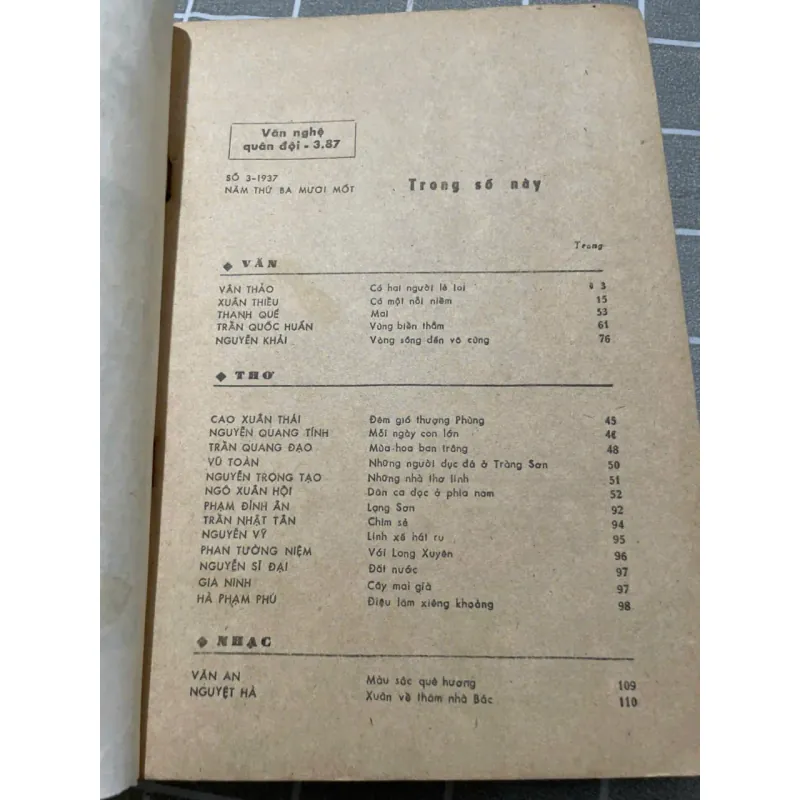 Văn nghệ
quân đội - 3.87
SỐ 3-1937
NĂM THỨ BA MƯƠI MỐT
Trong số này
Trang
◆ VĂN
VĂN THẢO Có hai người lẻ loi 3
XUÂN THIỀU Có một nỗi niềm 15
THANH QUẾ Mai 53
TRẦN QUỐC HUẤN Vùng biển thẳm 61
NGUYỄN KHẢI Vòng sóng đến vô cùng 76
◆ THƠ
CAO XUÂN THÁI Đêm gió thượng Phùng 45
NGUYỄN QUANG TÍNH Mỗi ngày con lớn 46
TRẦN QUANG ĐẠO Mùa hoa ban trắng 48
VŨ TOÀN Những người đục đá ở Tràng Sơn 50
NGUYỄN TRỌNG TẠO Những nhà thơ lính 51
NGÔ XUÂN HỘI Dân ca dọc ở phía nam 52
PHẠM ĐÌNH ÂN Lạng Sơn 92
TRẦN NHẬT TÂN Chim sẻ 94
NGUYỄN VỸ Lính xế hát ru 95
PHAN TƯỜNG NIỆM Với Long Xuyên 96
NGUYỄN SĨ ĐẠI Đất nước 97
GIA NINH Cây mai già 97
HÀ PHẠM PHÚ Điệu lăm xiêng khoảng 98
◆ NHẠC
VĂN AN Màu sắc quê hương 109
NGUYỆT HÀ Xuân về thăm nhà Bác 110